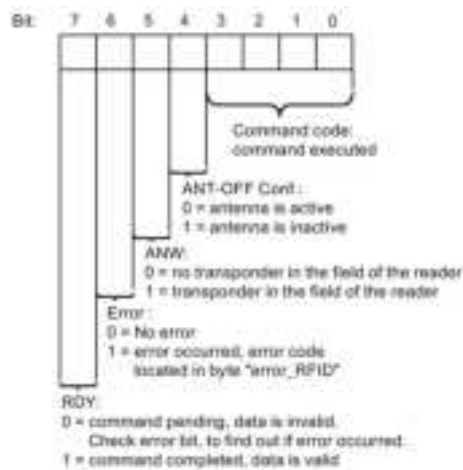 Bit: 7 6 5 4 3 2 1 0
Command code:
command executed
ANT-OFF Conf.:
0 = antenna is active
1 = antenna is inactive
ANW:
0 = no transponder in the field of the reader
1 = transponder in the field of the reader
Error:
0 = No error
1 = error occurred, error code
located in byte "error_RFID"
RDY:
0 = command pending, data is invalid.
Check error bit, to find out if error occurred.
1 = command completed, data is valid